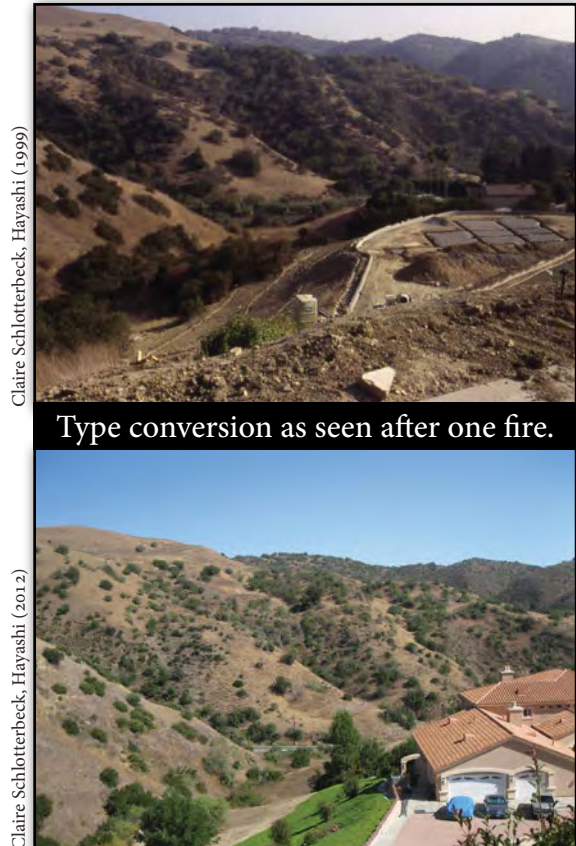 Claire Schlotterbeck, Hayashi (1999)
Type conversion as seen after one fire.
Claire Schlotterbeck, Hayashi (2012)